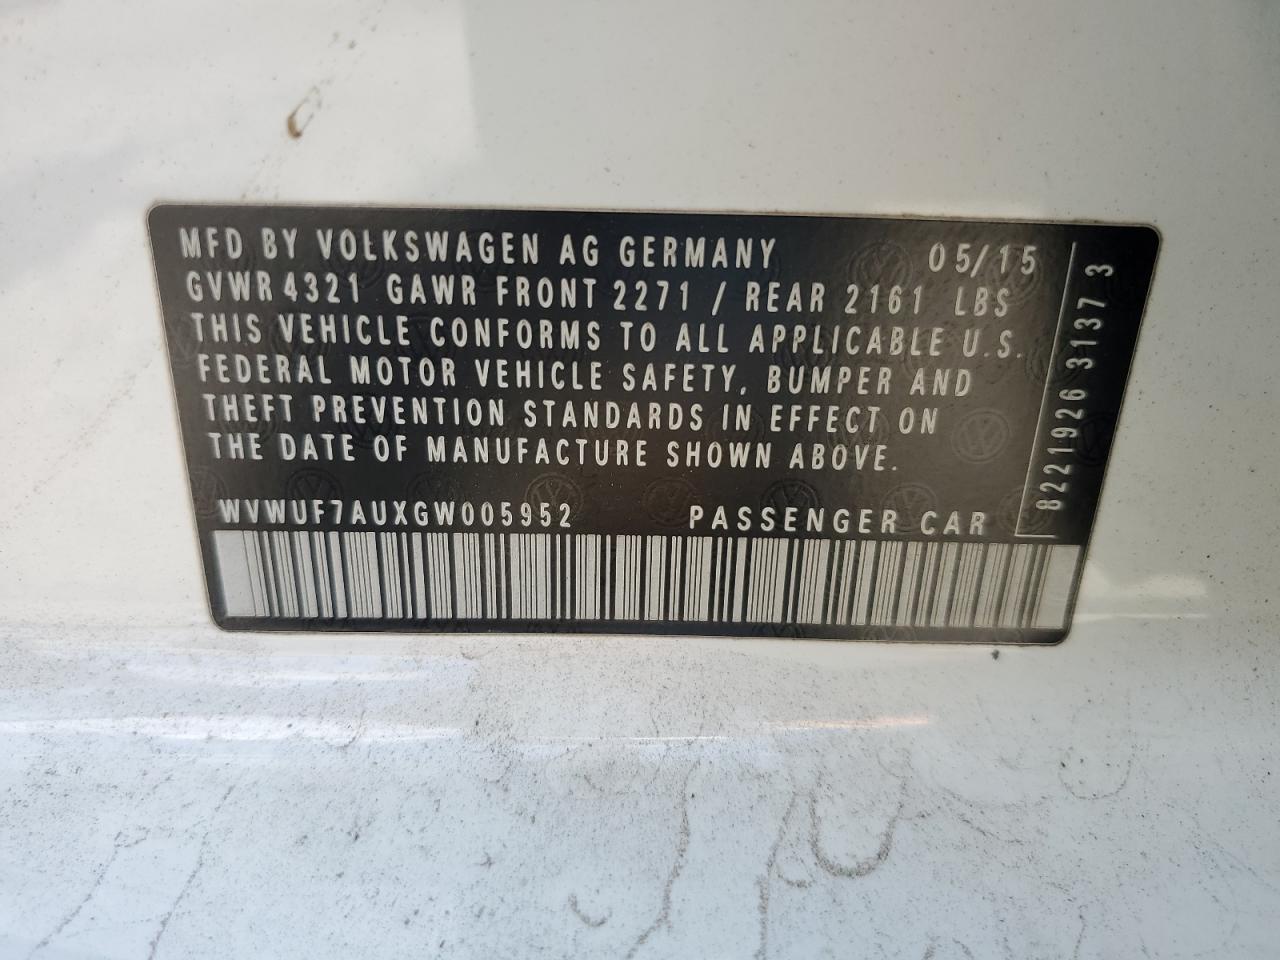 MFD BY VOLKSWAGEN AG GERMANY 05/15
GVWR 4321 GAWR FRONT 2271 / REAR 2161 LBS
THIS VEHICLE CONFORMS TO ALL APPLICABLE U.S.
FEDERAL MOTOR VEHICLE SAFETY, BUMPER AND
THEFT PREVENTION STANDARDS IN EFFECT ON
THE DATE OF MANUFACTURE SHOWN ABOVE.
WVWUF7AUXGW005952 PASSENGER CAR
8221926 3137 3